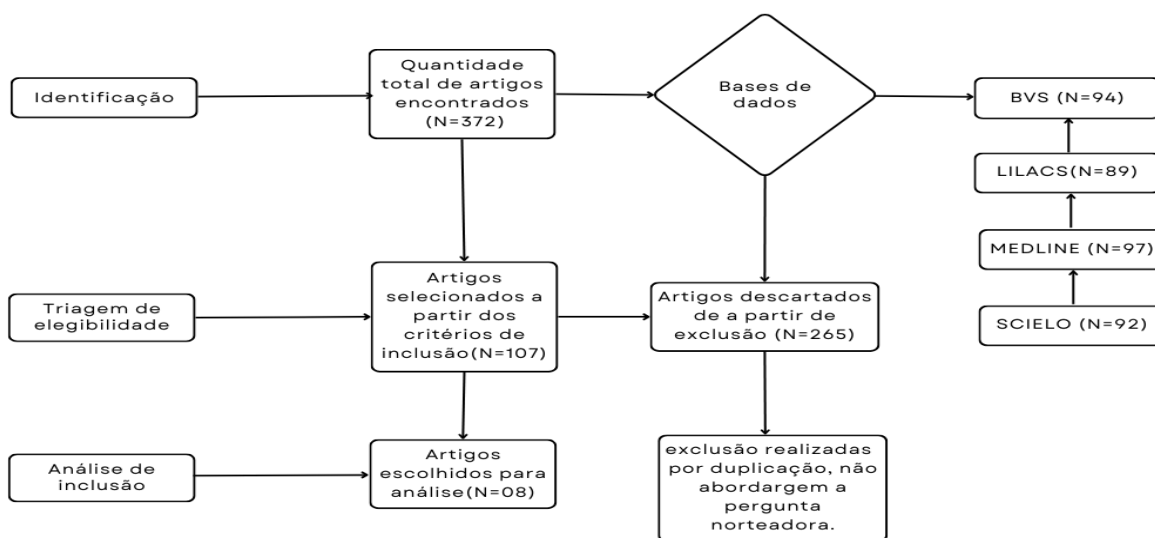 Identificação
Quantidade
total de artigos
encontrados
(N=372)
Bases de
dados
BVS (N=94)
LILACS(N=89)
MEDLINE (N=97)
SCIELO (N=92)
Triagem de
elegibilidade
Artigos
selecionados a
partir dos
critérios de
inclusão(N=107)
Artigos descartados
de a partir de
exclusão (N=265)
Análise de
inclusão
Artigos
escolhidos para
análise(N=08)
exclusão realizadas
por duplicação, não
abordargem a
pergunta
norteadora.